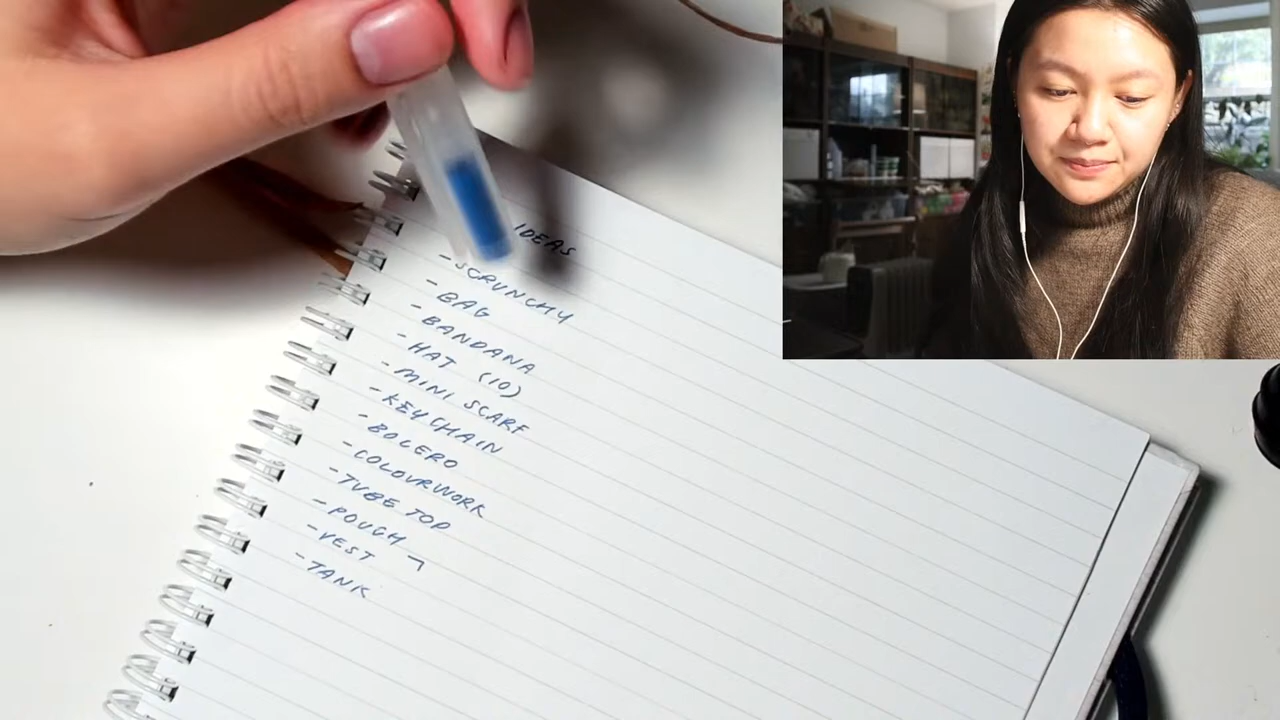 IDEAS
- SCRUNCHY
- BAG
- BANDANA
- HAT (10)
- MINI SCARF
- KEYCHAIN
- BOLERO
- COLOURWORK
- TUBE TOP
- POUCH
- VEST
- TANK